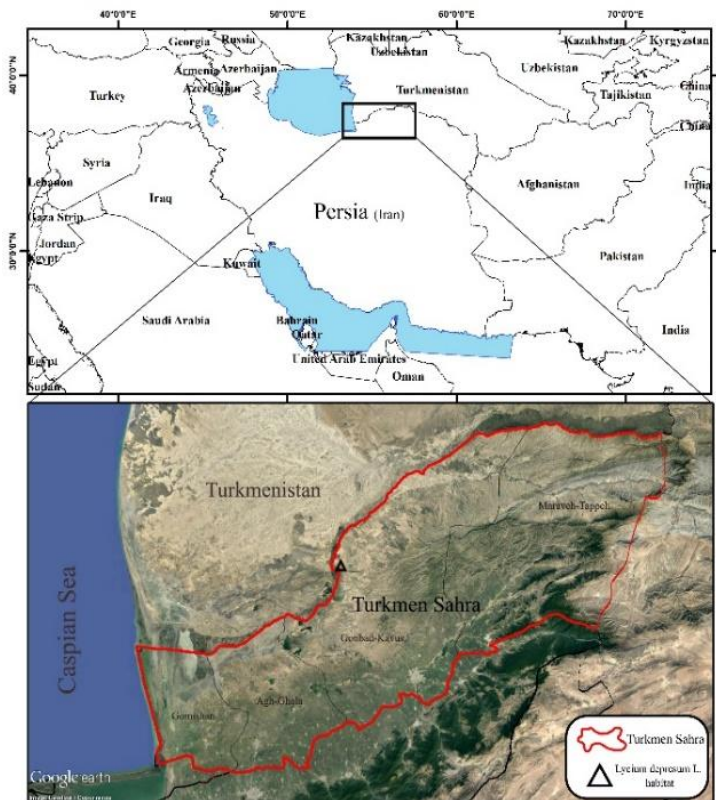 40°0'0"E 50°0'0"E 60°0'0"E 70°0'0"E
40°0'0"N
30°0'0"N
Georgia Russia Kazakhstan Kazakhstan Kyrgyzstan
Uzbekistan
Armenia Azerbaijan Uzbekistan
Azerbaijan
Turkey Turkmenistan Tajikistan China
China
Syria
Lebanon Iraq Afghanistan India
Gaza Strip Persia (Iran)
Jordan
Egypt Kuwait Pakistan
Saudi Arabia Bahrain India
Qatar
Egypt United Arab Emirates
Sudan Oman
Turkmenistan
Maraveh-Tappeh
Caspian Sea
Turkmen Sahra
Gonbad-Kavus
Agh-Ghala
Gomishan
Turkmen Sahra
Lycium depresum L.
habitat
Google earth